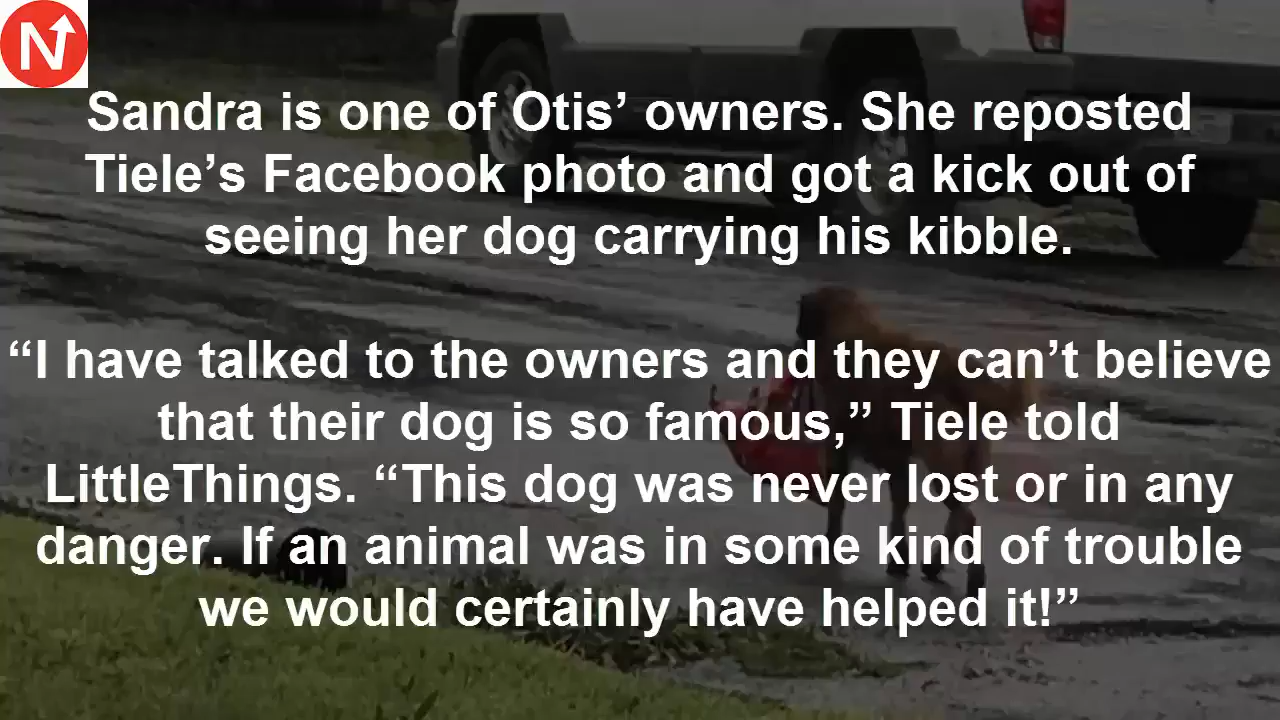 N
Sandra is one of Otis’ owners. She reposted
Tiele’s Facebook photo and got a kick out of
seeing her dog carrying his kibble.
“I have talked to the owners and they can’t believe
that their dog is so famous,” Tiele told
LittleThings. “This dog was never lost or in any
danger. If an animal was in some kind of trouble
we would certainly have helped it!”